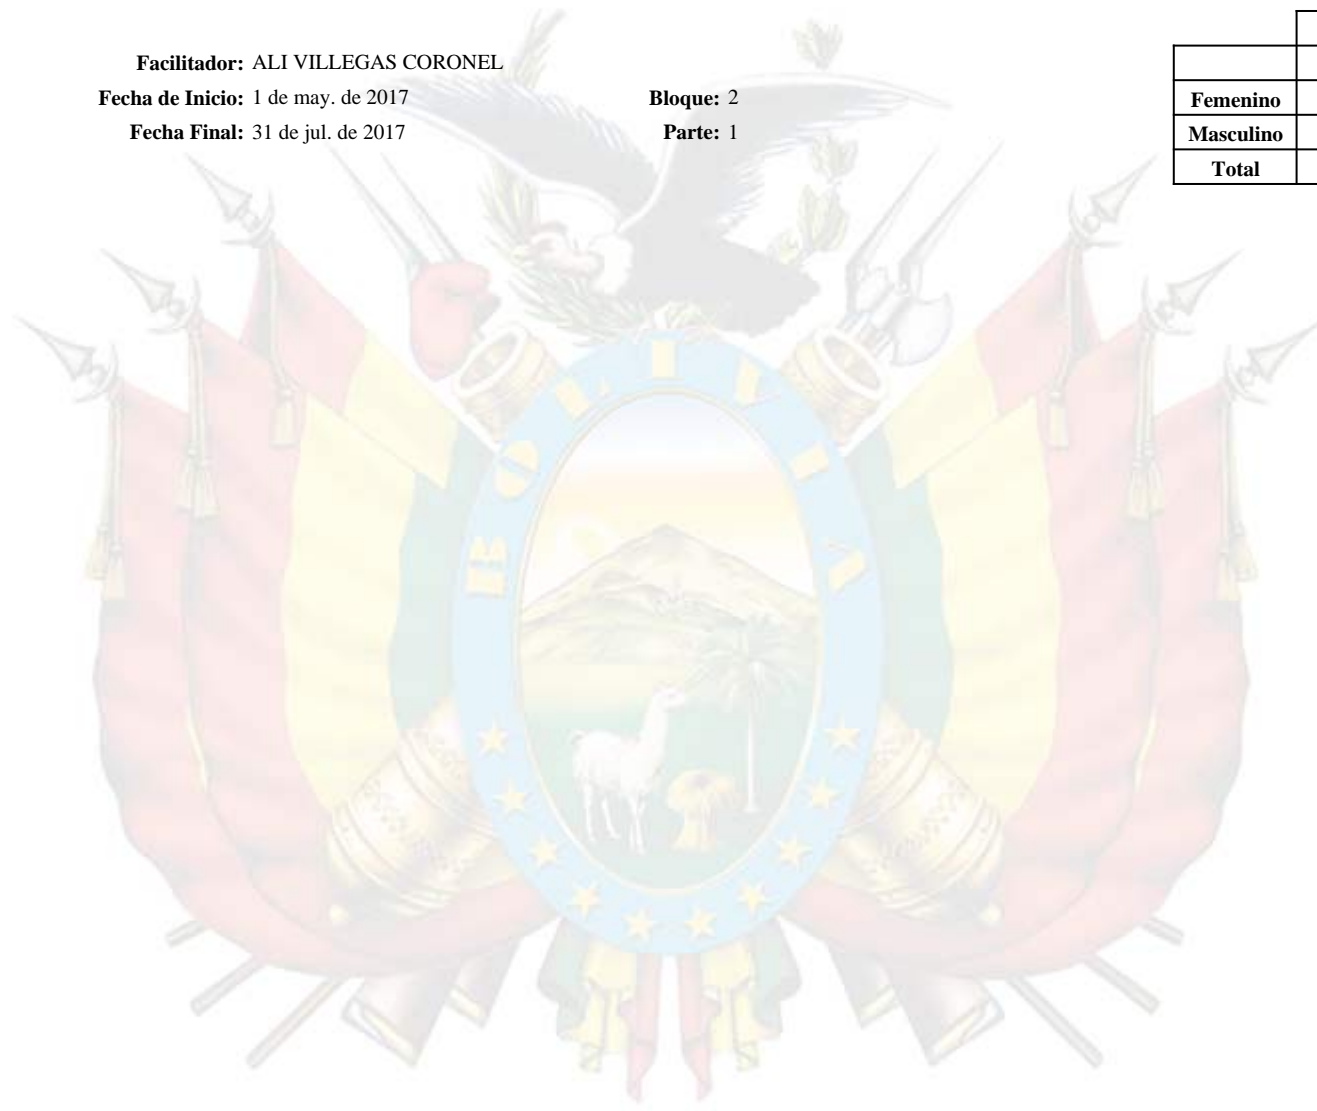 Facilitador: ALI VILLEGAS CORONEL
Fecha de Inicio: 1 de may. de 2017 Bloque: 2
Fecha Final: 31 de jul. de 2017 Parte: 1
Femenino
Masculino
Total
BOLIVIA